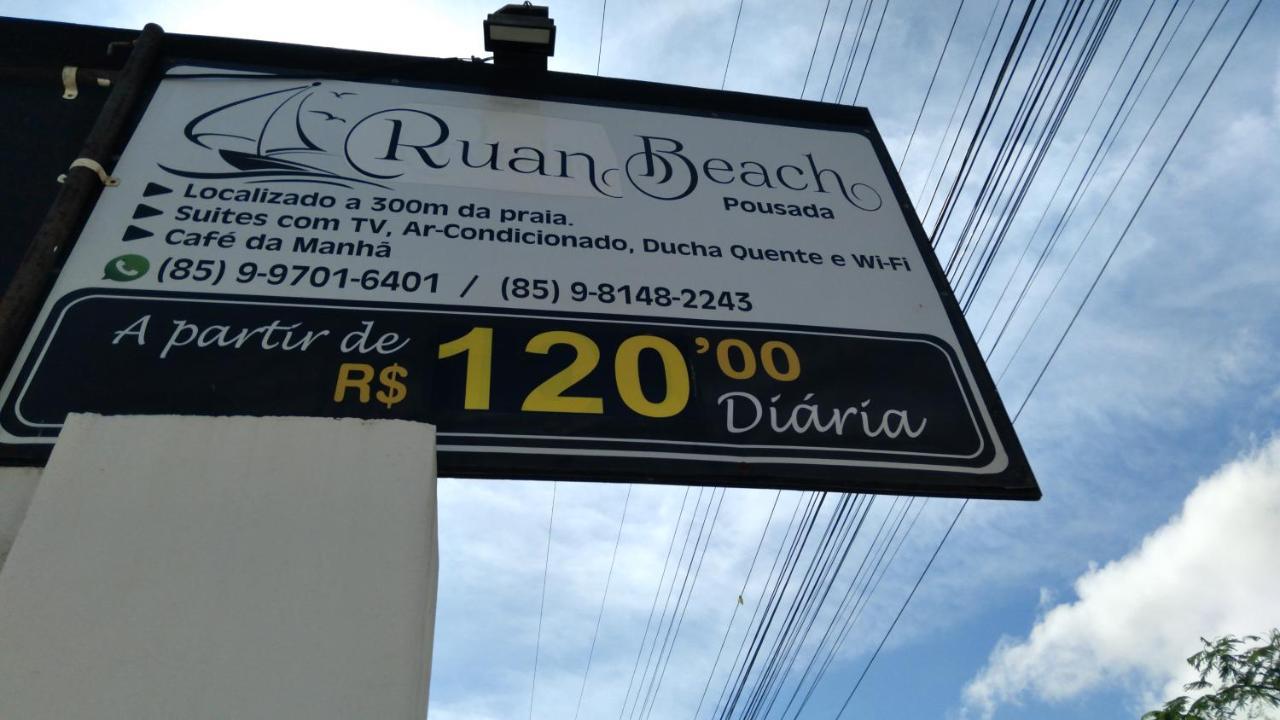 Ruan Beach
Pousada
Localizado a 300m da praia.
Suites com TV, Ar-Condicionado, Ducha Quente e Wi-Fi
Café da Manhã
(85) 9-9701-6401 / (85) 9-8148-2243
A partir de
R$ 120'00
Diária